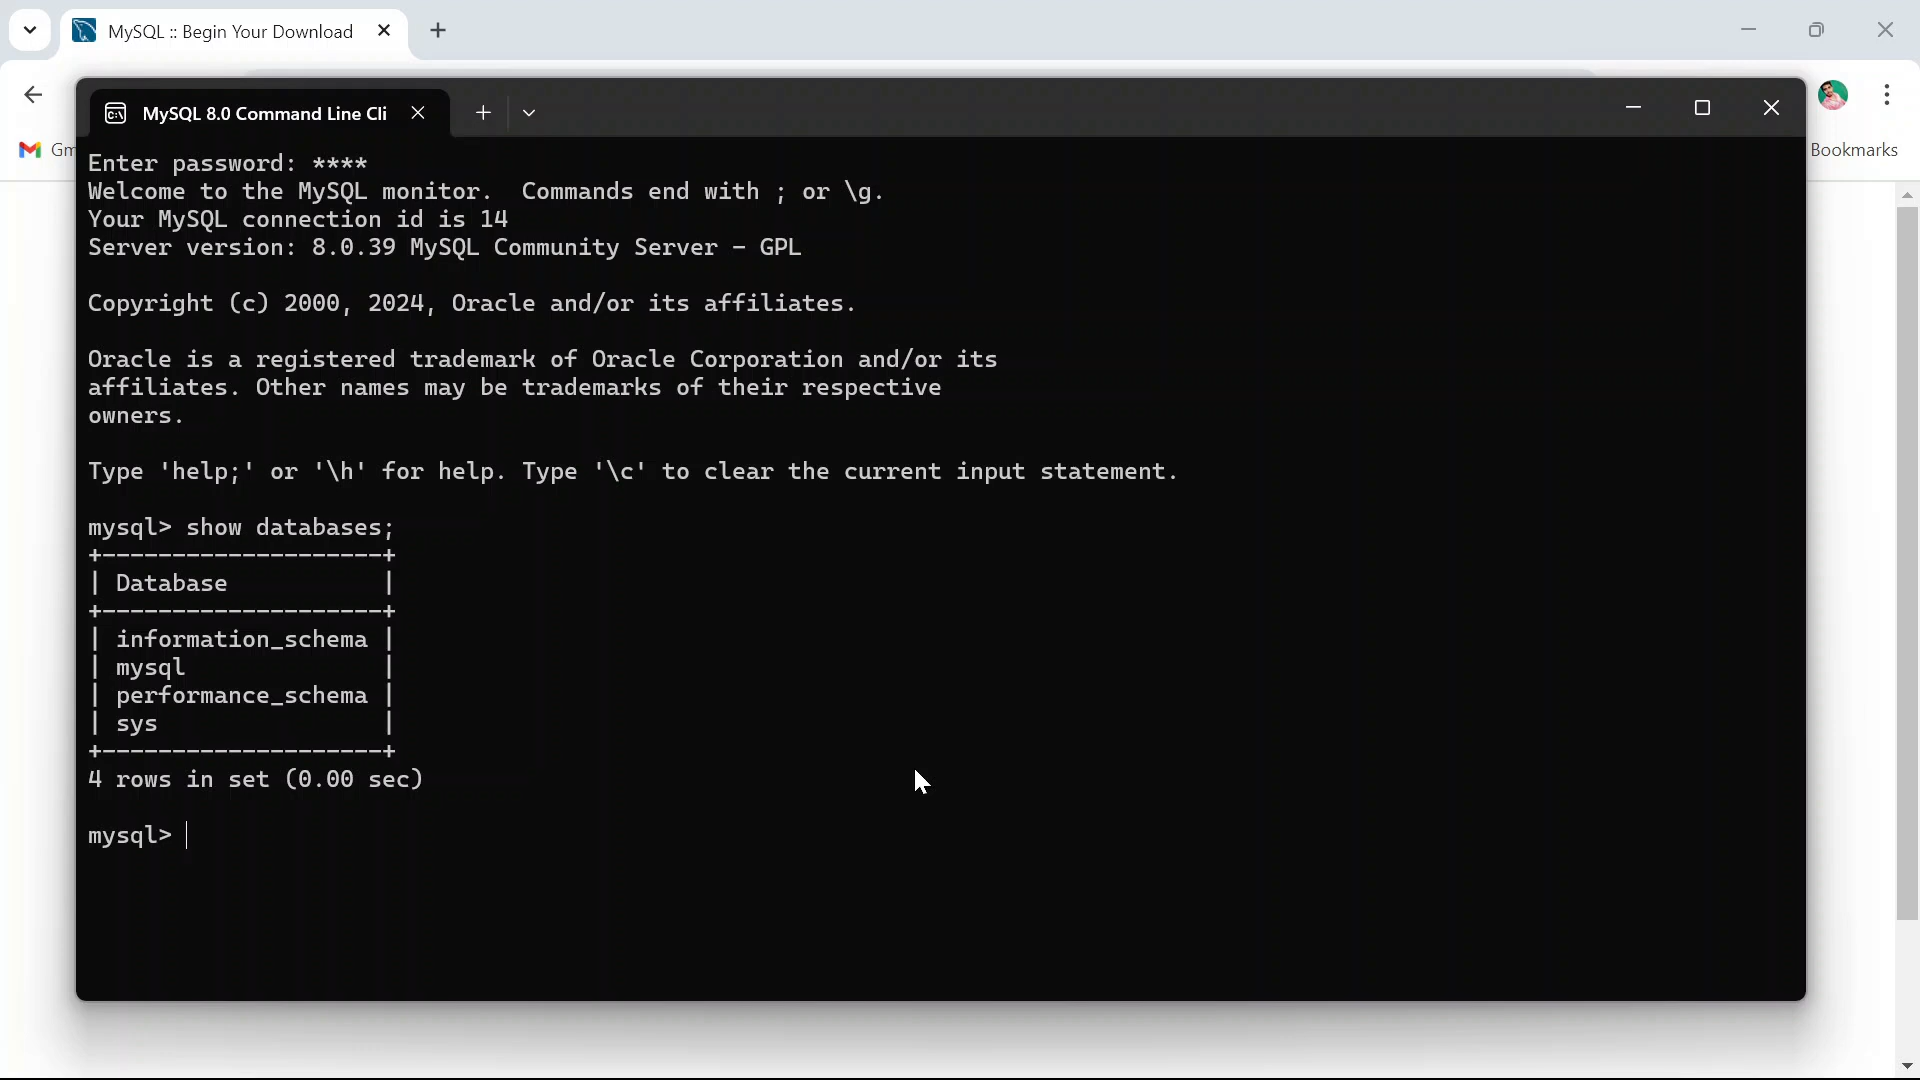 MySQL :: Begin Your Download
MySQL 8.0 Command Line Cli
Gm
Bookmarks
Enter password: ****
Welcome to the MySQL monitor.  Commands end with ; or \g.
Your MySQL connection id is 14
Server version: 8.0.39 MySQL Community Server - GPL
Copyright (c) 2000, 2024, Oracle and/or its affiliates.
Oracle is a registered trademark of Oracle Corporation and/or its
affiliates. Other names may be trademarks of their respective
owners.
Type 'help;' or '\h' for help. Type '\c' to clear the current input statement.
mysql> show databases;
+--------------------+
| Database           |
+--------------------+
| information_schema |
| mysql              |
| performance_schema |
| sys                |
+--------------------+
4 rows in set (0.00 sec)
mysql>